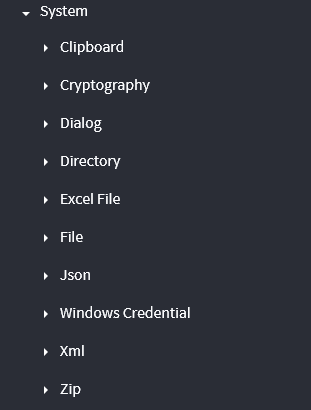 System
Clipboard
Cryptography
Dialog
Directory
Excel File
File
Json
Windows Credential
Xml
Zip